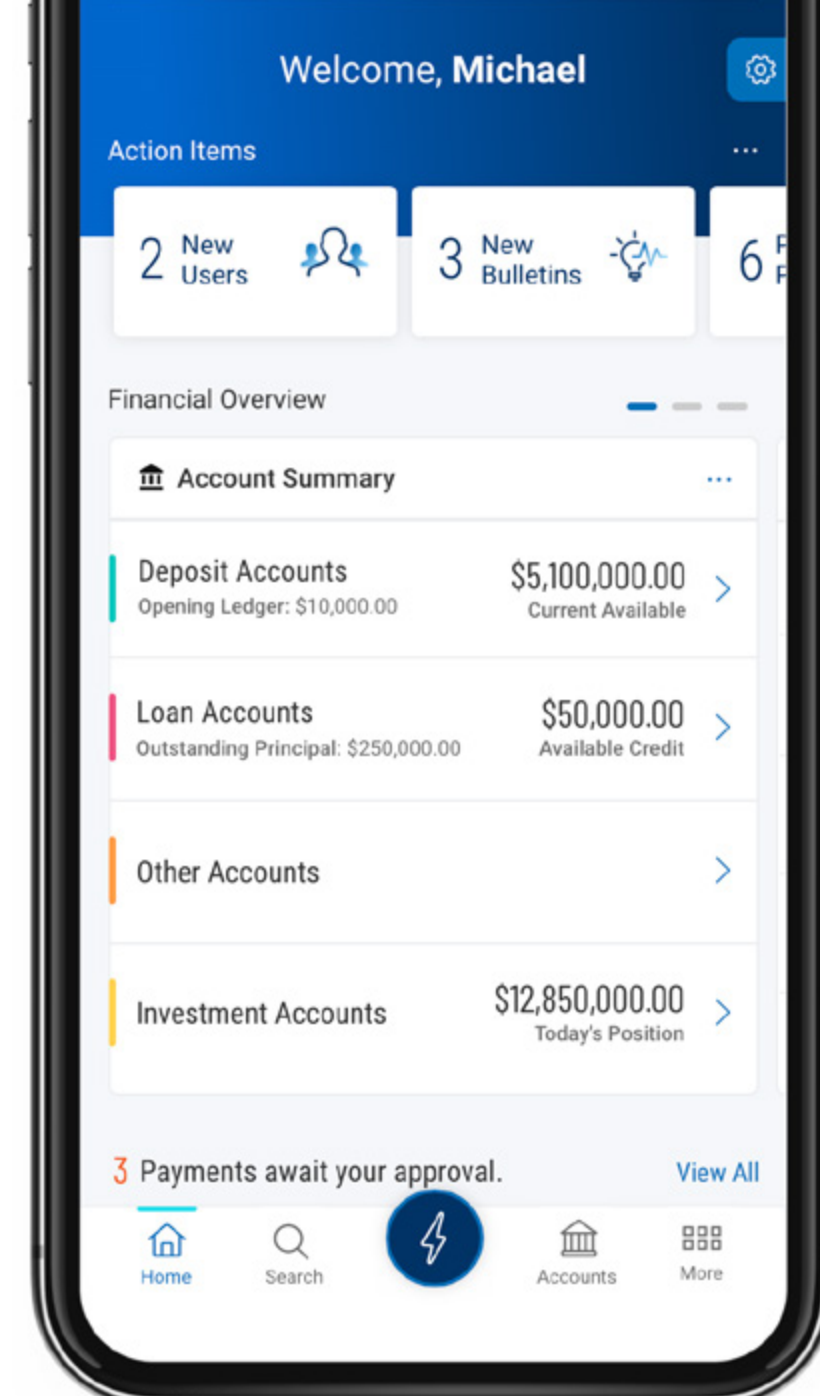 Welcome, Michael
Action Items
...
2 New Users
3 New Bulletins
6
Financial Overview
Account Summary
...
Deposit Accounts
$5,100,000.00
Opening Ledger: $10,000.00
Current Available
Loan Accounts
$50,000.00
Outstanding Principal: $250,000.00
Available Credit
Other Accounts
Investment Accounts
$12,850,000.00
Today's Position
3 Payments await your approval.
View All
Home
Search
Accounts
More